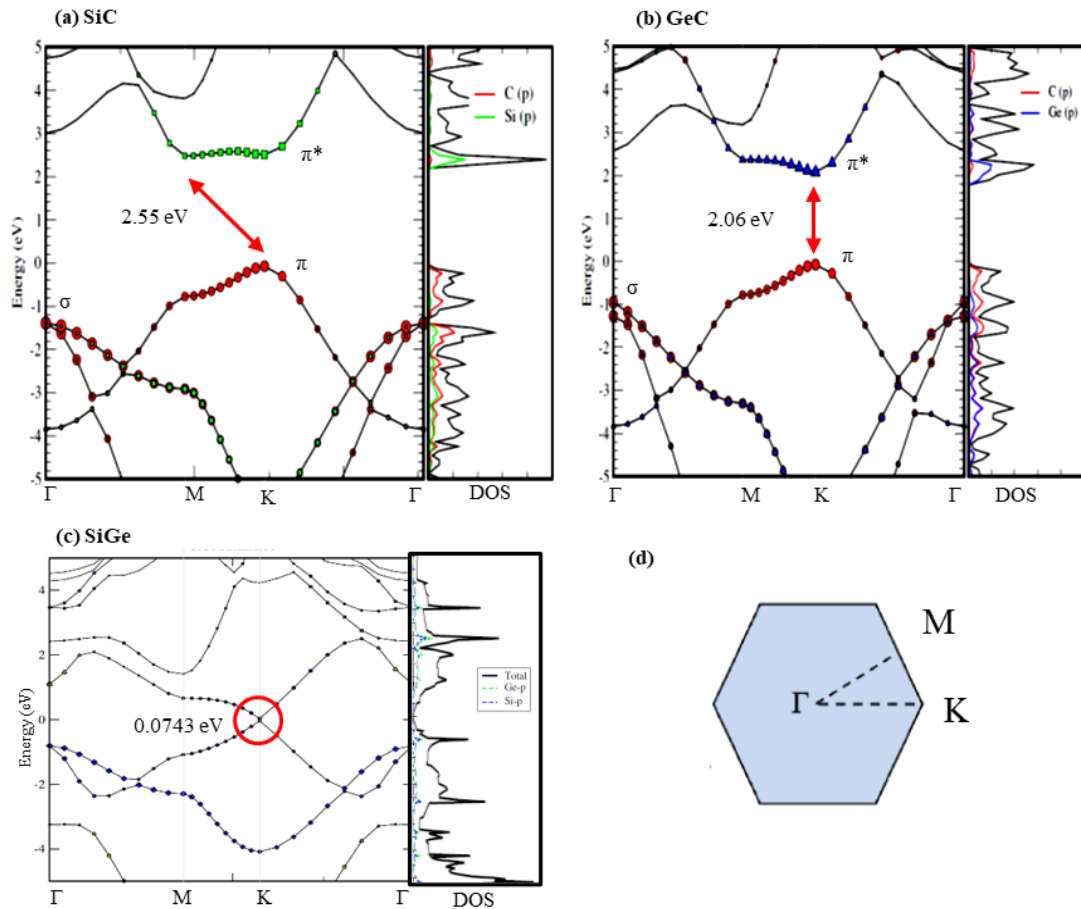 (a) SiC
5
4
3
2
1
0
-1
-2
-3
-4
-5
Energy (eV)
π*
2.55 eV
π
σ
Γ
M
K
Γ
C (p)
Si (p)
DOS
(b) GeC
5
4
3
2
1
0
-1
-2
-3
-4
-5
Energy (eV)
π*
2.06 eV
π
σ
Γ
M
K
Γ
C (p)
Ge (p)
DOS
(c) SiGe
4
2
0
-2
-4
Energy (eV)
0.0743 eV
Γ
M
K
Γ
Total
Ge-p
Si-p
DOS
(d)
M
Γ
K